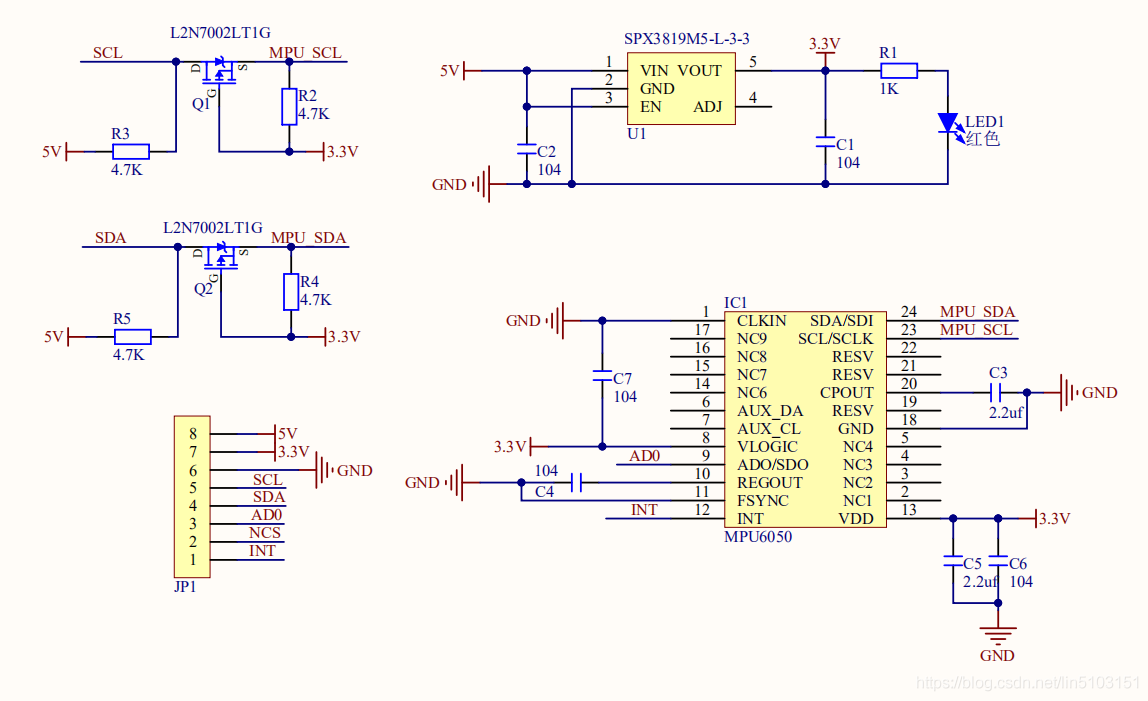 L2N7002LT1G
SCL
MPU_SCL
D
S
G
Q1
R2
4.7K
R3
5V
4.7K
3.3V
SPX3819M5-L-3-3
5V
1
2
3
VIN VOUT
GND
EN ADJ
5
4
U1
3.3V
R1
1K
LED1
红色
C2
104
C1
104
GND
L2N7002LT1G
SDA
MPU_SDA
D
S
G
Q2
R4
4.7K
R5
5V
4.7K
3.3V
JP1
8 5V
7 3.3V
6 GND
5 SCL
4 SDA
3 AD0
2 NCS
1 INT
IC1
GND 1 CLKIN SDA/SDI 24 MPU_SDA
17 NC9 SCL/SCLK 23 MPU_SCL
16 NC8 RESV 22
15 NC7 RESV 21
14 NC6 CPOUT 20
6 AUX_DA RESV 19
7 AUX_CL GND 18
3.3V 8 VLOGIC NC4 5
AD0 9 ADO/SDO NC3 4
10 REGOUT NC2 3
11 FSYNC NC1 2
INT 12 INT VDD 13 3.3V
MPU6050
C7
104
GND
104
C4
C3
2.2uf
GND
C5
2.2uf
C6
104
GND
https://blog.csdn.net/lin5103151